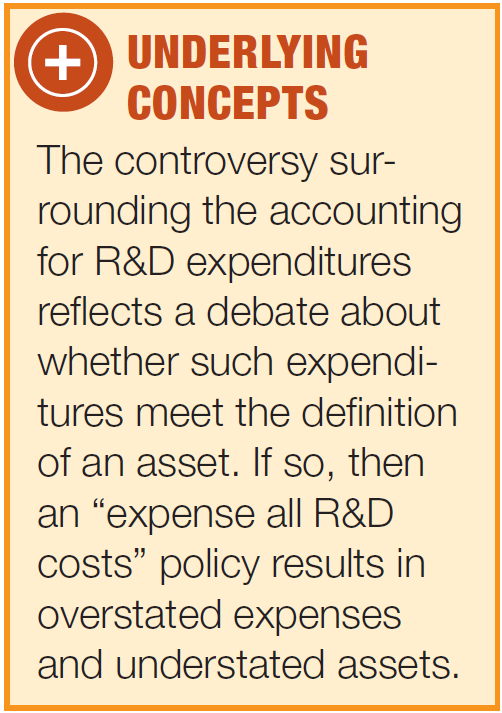 UNDERLYING
CONCEPTS
The controversy sur-
rounding the accounting
for R&D expenditures
reflects a debate about
whether such expendi-
tures meet the definition
of an asset. If so, then
an “expense all R&D
costs” policy results in
overstated expenses
and understated assets.